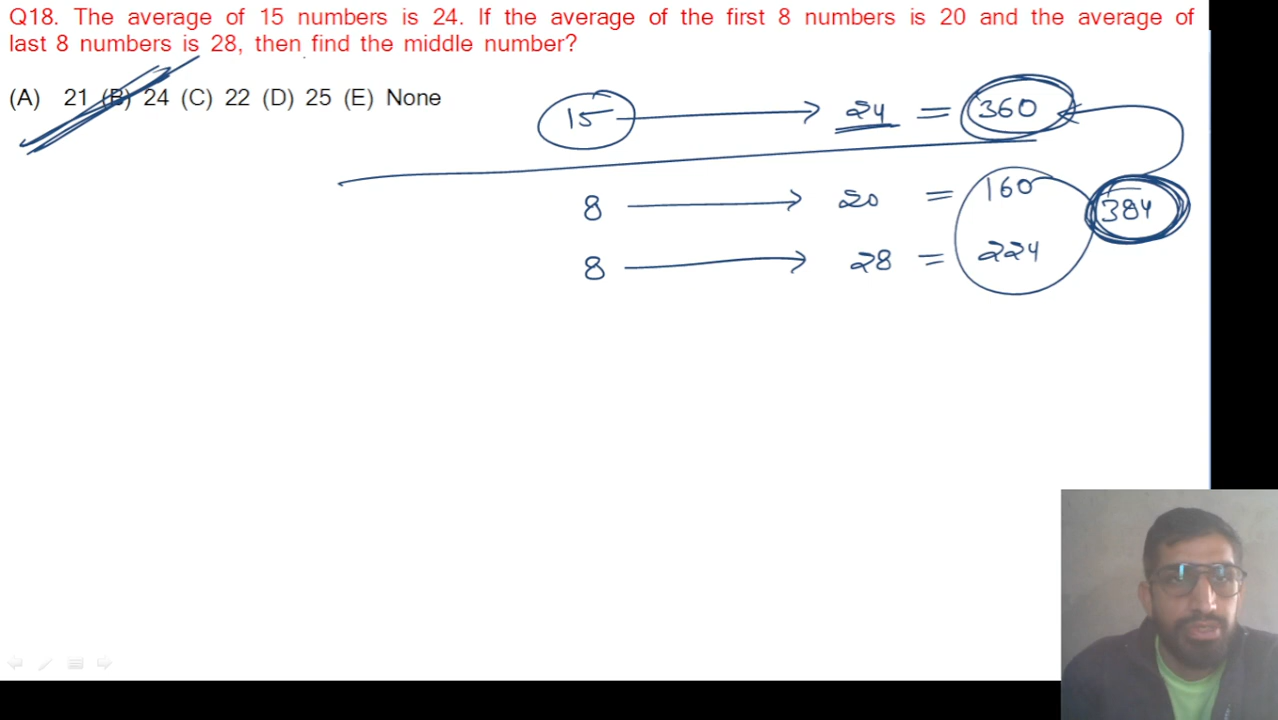 Q18. The average of 15 numbers is 24. If the average of the first 8 numbers is 20 and the average of
last 8 numbers is 28, then find the middle number?
(A) 21 (B) 24 (C) 22 (D) 25 (E) None
15 → 24 = 360
8 → 20 = 160
384
8 → 28 = 224